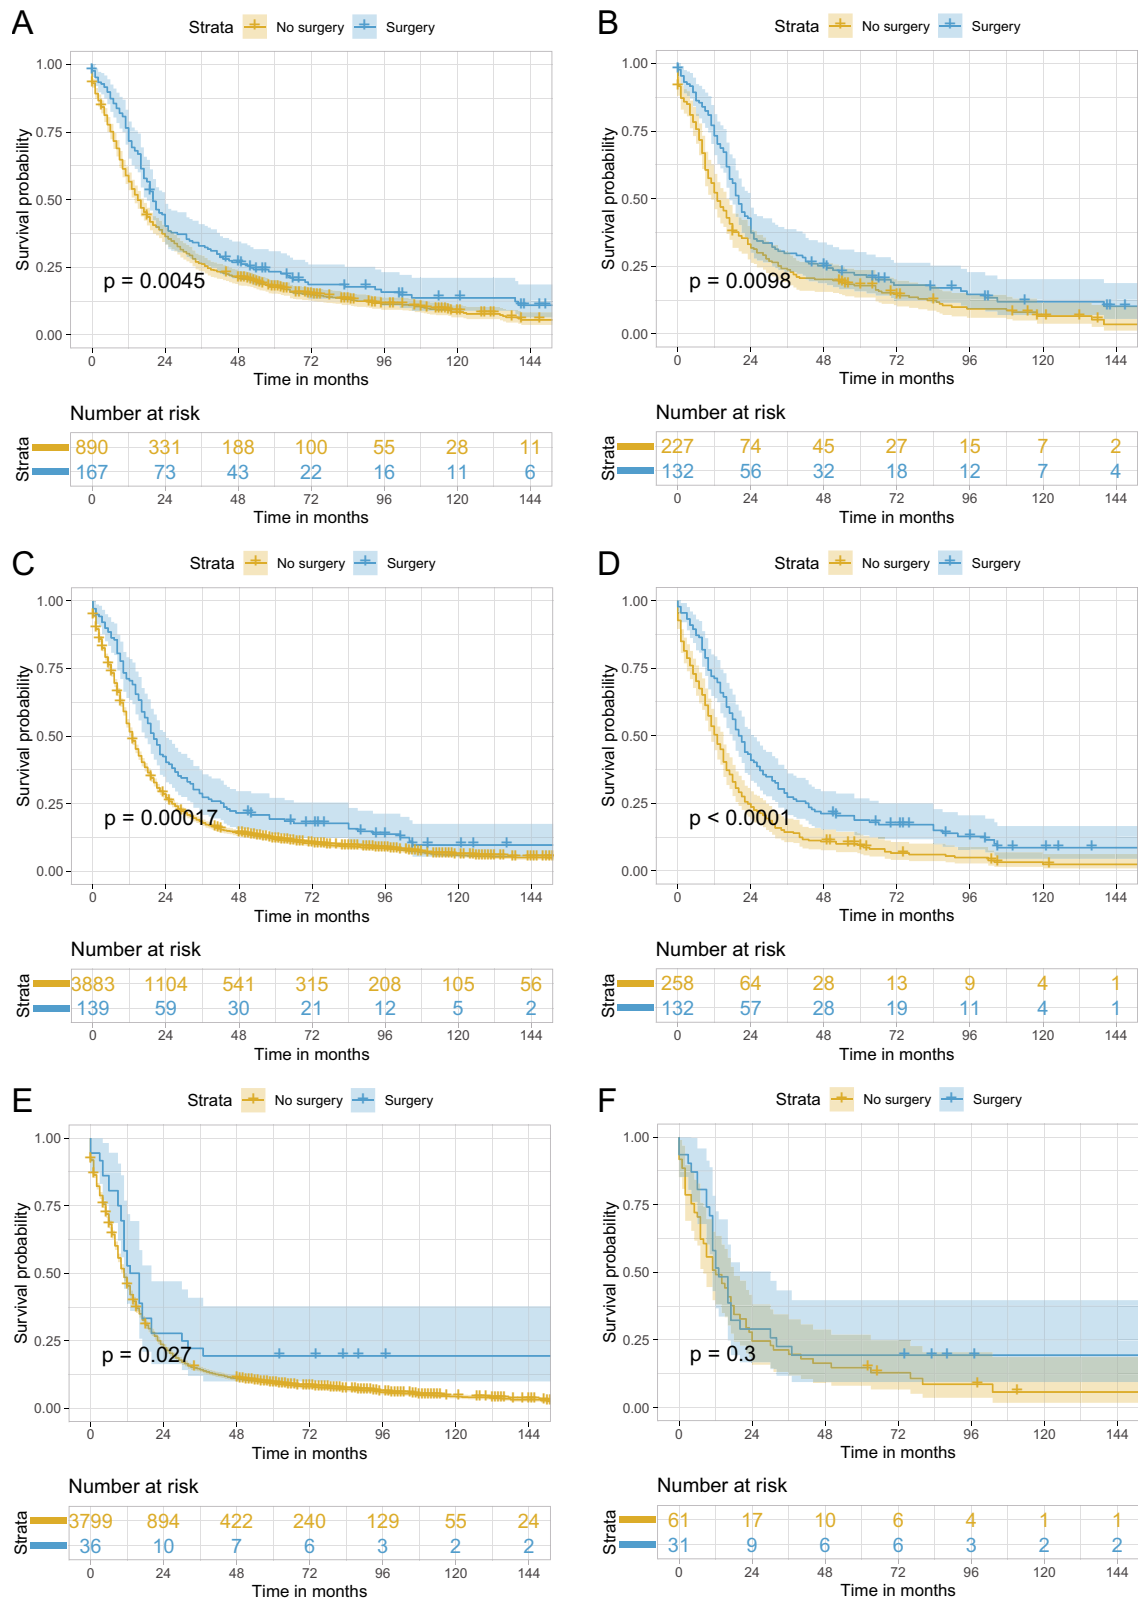 A
Strata No surgery Surgery
Survival probability
1.00
0.75
0.50
0.25
0.00
p = 0.0045
0 24 48 72 96 120 144
Time in months
Number at risk
Strata
890 331 188 100 55 28 11
167 73 43 22 16 11 6
0 24 48 72 96 120 144
Time in months
B
Strata No surgery Surgery
Survival probability
1.00
0.75
0.50
0.25
0.00
p = 0.0098
0 24 48 72 96 120 144
Time in months
Number at risk
Strata
227 74 45 27 15 7 2
132 56 32 18 12 7 4
0 24 48 72 96 120 144
Time in months
C
Strata No surgery Surgery
Survival probability
1.00
0.75
0.50
0.25
0.00
p = 0.00017
0 24 48 72 96 120 144
Time in months
Number at risk
Strata
3883 1104 541 315 208 105 56
139 59 30 21 12 5 2
0 24 48 72 96 120 144
Time in months
D
Strata No surgery Surgery
Survival probability
1.00
0.75
0.50
0.25
0.00
p < 0.0001
0 24 48 72 96 120 144
Time in months
Number at risk
Strata
258 64 28 13 9 4 1
132 57 28 19 11 4 1
0 24 48 72 96 120 144
Time in months
E
Strata No surgery Surgery
Survival probability
1.00
0.75
0.50
0.25
0.00
p = 0.027
0 24 48 72 96 120 144
Time in months
Number at risk
Strata
3799 894 422 240 129 55 24
36 10 7 6 3 2 2
0 24 48 72 96 120 144
Time in months
F
Strata No surgery Surgery
Survival probability
1.00
0.75
0.50
0.25
0.00
p = 0.3
0 24 48 72 96 120 144
Time in months
Number at risk
Strata
61 17 10 6 4 1 1
31 9 6 6 3 2 2
0 24 48 72 96 120 144
Time in months